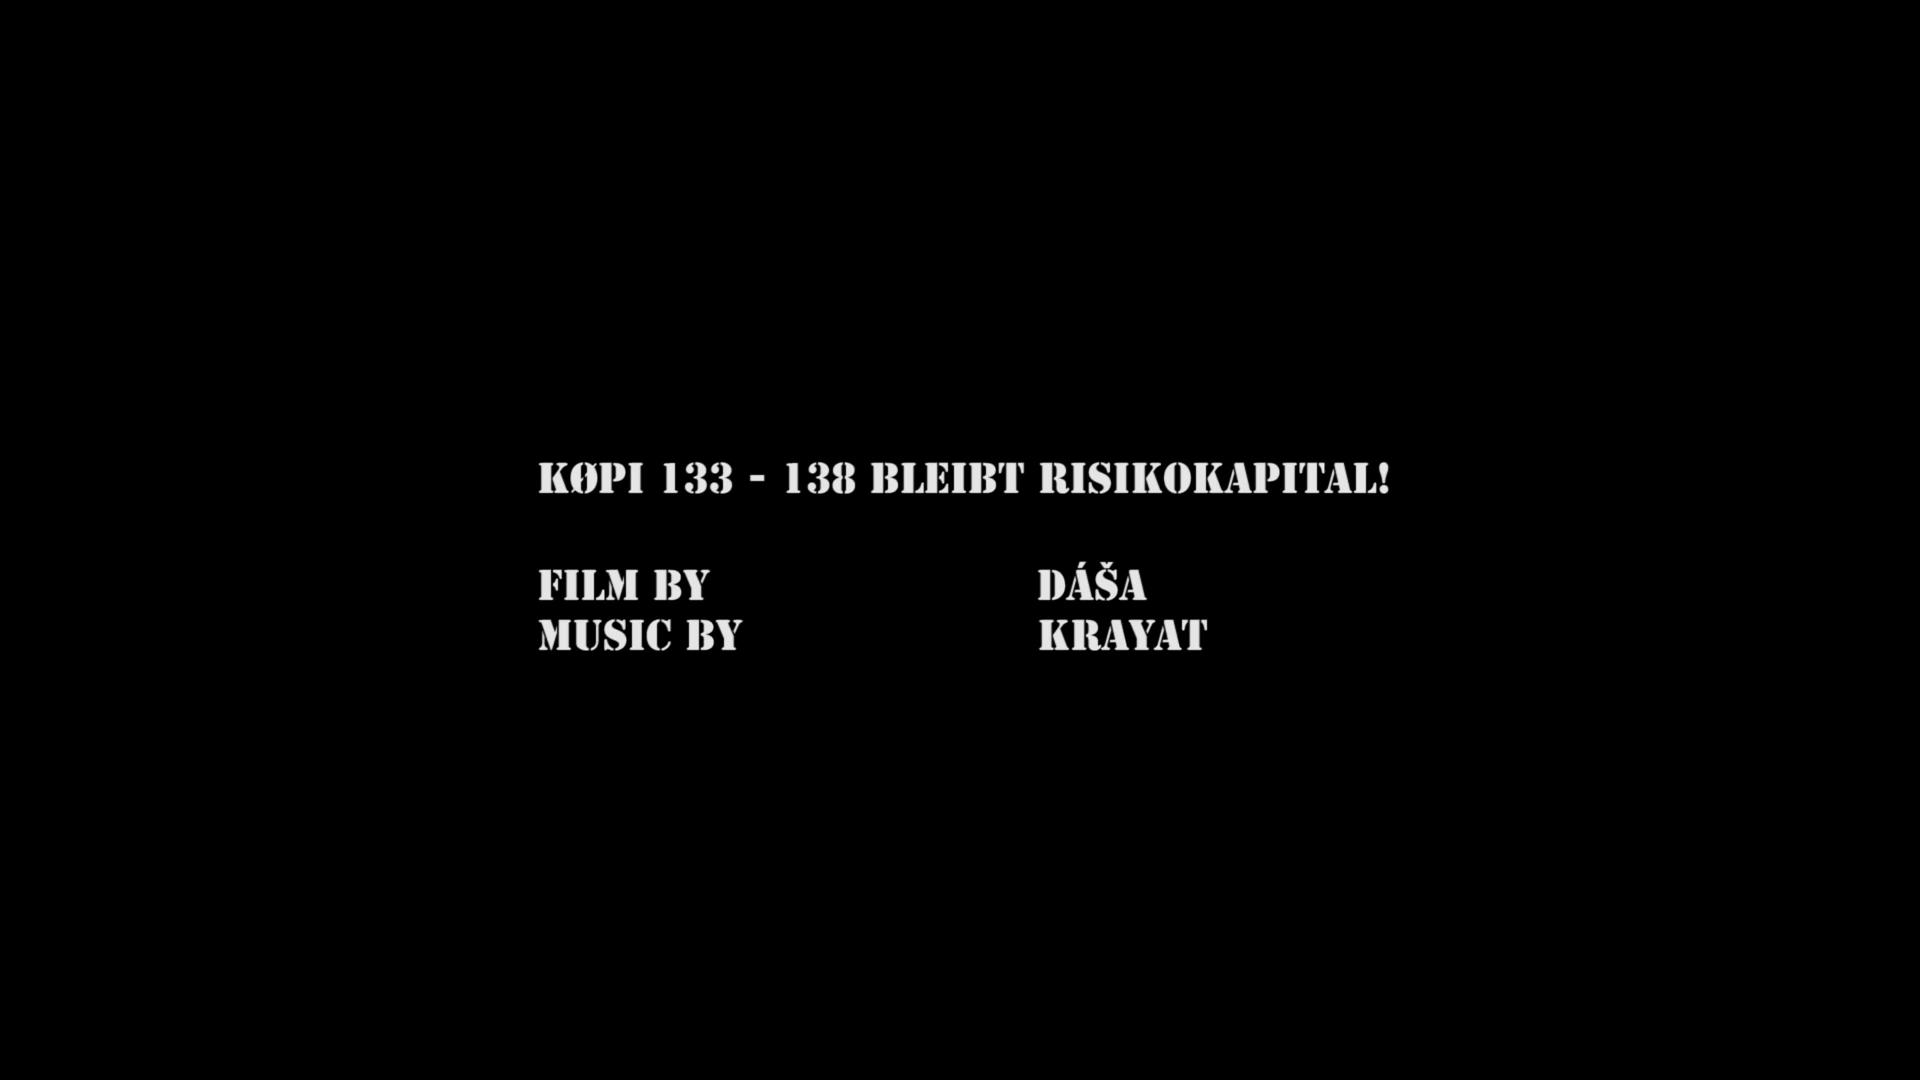 KØPI 133 - 138 BLEIBT RISIKOKAPITAL!
FILM BY DÁŠA
MUSIC BY KRAYAT